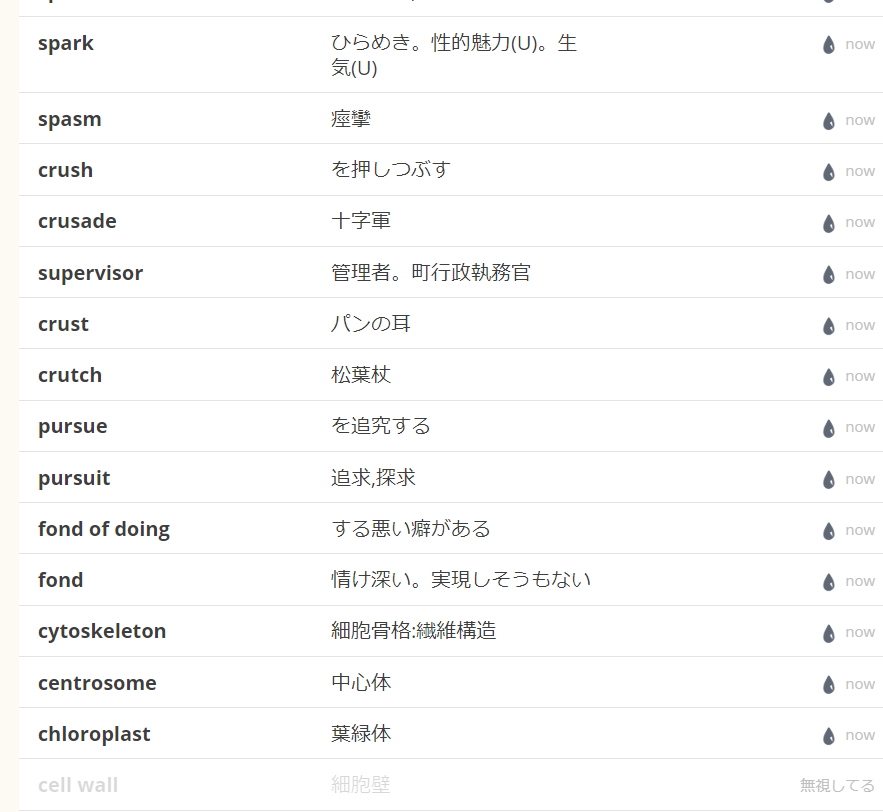 spark ひらめき。性的魅力(U)。生 now
気(U)
spasm 痙攣 now
crush を押しつぶす now
crusade 十字軍 now
supervisor 管理者。町行政執務官 now
crust パンの耳 now
crutch 松葉杖 now
pursue を追究する now
pursuit 追求,探求 now
fond of doing する悪い癖がある now
fond 情け深い。実現しそうもない now
cytoskeleton 細胞骨格:繊維構造 now
centrosome 中心体 now
chloroplast 葉緑体 now
cell wall 細胞壁 無視してる